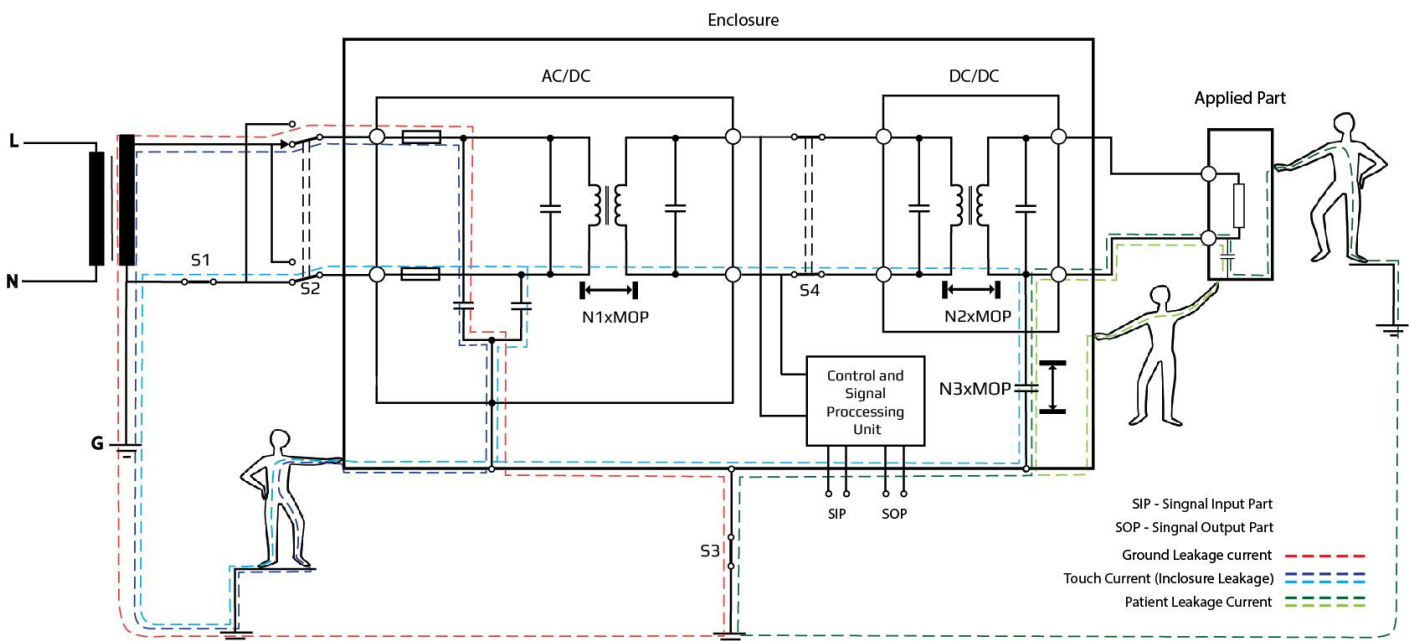 Enclosure
AC/DC
DC/DC
Applied Part
L
S1
N
S2
S4
N1xMOP
N2xMOP
Control and
Signal
Proccessing
Unit
N3xMOP
G
SIP
SOP
SIP - Singnal Input Part
SOP - Singnal Output Part
S3
Ground Leakage current
Touch Current (Inclosure Leakage)
Patient Leakage Current